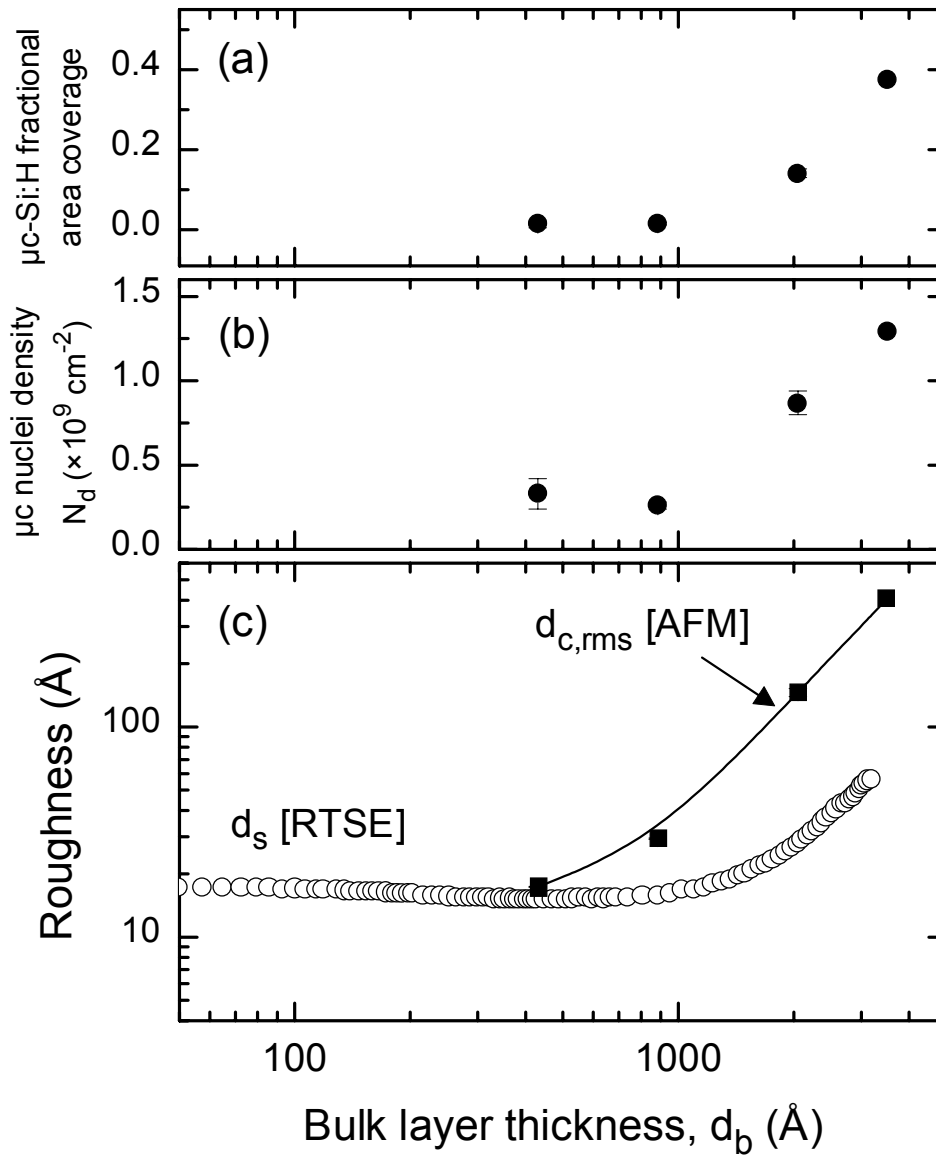 (a)
µc-Si:H fractional
area coverage
0.4
0.2
0.0
(b)
µc nuclei density
N_d (×10^9 cm^-2)
1.5
1.0
0.5
0.0
(c)
d_c,rms [AFM]
d_s [RTSE]
Roughness (Å)
100
10
100 1000
Bulk layer thickness, d_b (Å)